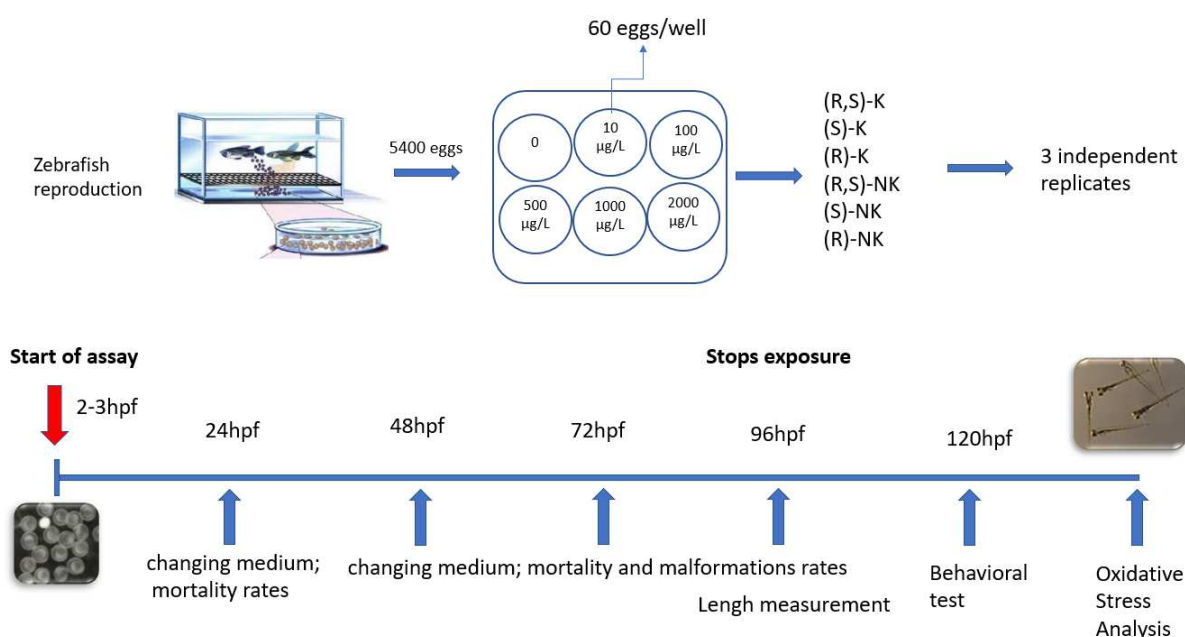 60 eggs/well
Zebrafish
reproduction
5400 eggs
0
10
µg/L
100
µg/L
500
µg/L
1000
µg/L
2000
µg/L
(R,S)-K
(S)-K
(R)-K
(R,S)-NK
(S)-NK
(R)-NK
3 independent
replicates
Start of assay
Stops exposure
2-3hpf
24hpf
48hpf
72hpf
96hpf
120hpf
changing medium;
mortality rates
changing medium; mortality and malformations rates
Lengh measurement
Behavioral
test
Oxidative
Stress
Analysis